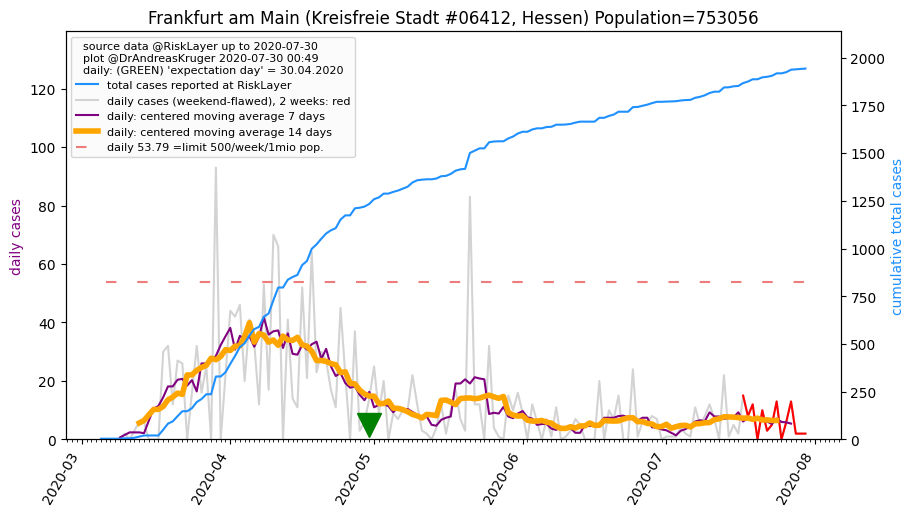 Frankfurt am Main (Kreisfreie Stadt #06412, Hessen) Population=753056
source data @RiskLayer up to 2020-07-30
plot @DrAndreasKruger 2020-07-30 00:49
daily: (GREEN) 'expectation day' = 30.04.2020
total cases reported at RiskLayer
daily cases (weekend-flawed), 2 weeks: red
daily: centered moving average 7 days
daily: centered moving average 14 days
daily 53.79 =limit 500/week/1mio pop.
daily cases
120
100
80
60
40
20
0
cumulative total cases
2000
1750
1500
1250
1000
750
500
250
0
2020-03
2020-04
2020-05
2020-06
2020-07
2020-08